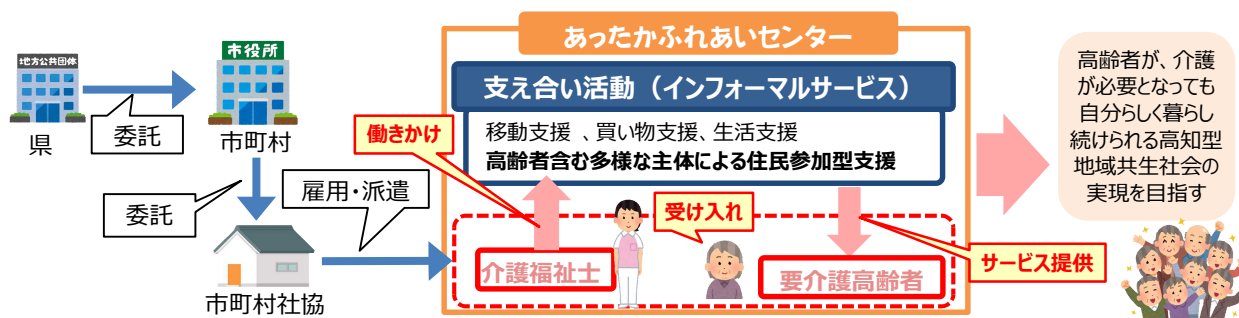 地方公共団体
県
委託
市役所
市町村
委託
市町村社協
雇用・派遣
あったかふれあいセンター
支え合い活動（インフォーマルサービス）
移動支援 、買い物支援、生活支援
高齢者含む多様な主体による住民参加型支援
働きかけ
介護福祉士
受け入れ
要介護高齢者
サービス提供
高齢者が、介護
が必要となっても
自分らしく暮らし
続けられる高知型
地域共生社会の
実現を目指す